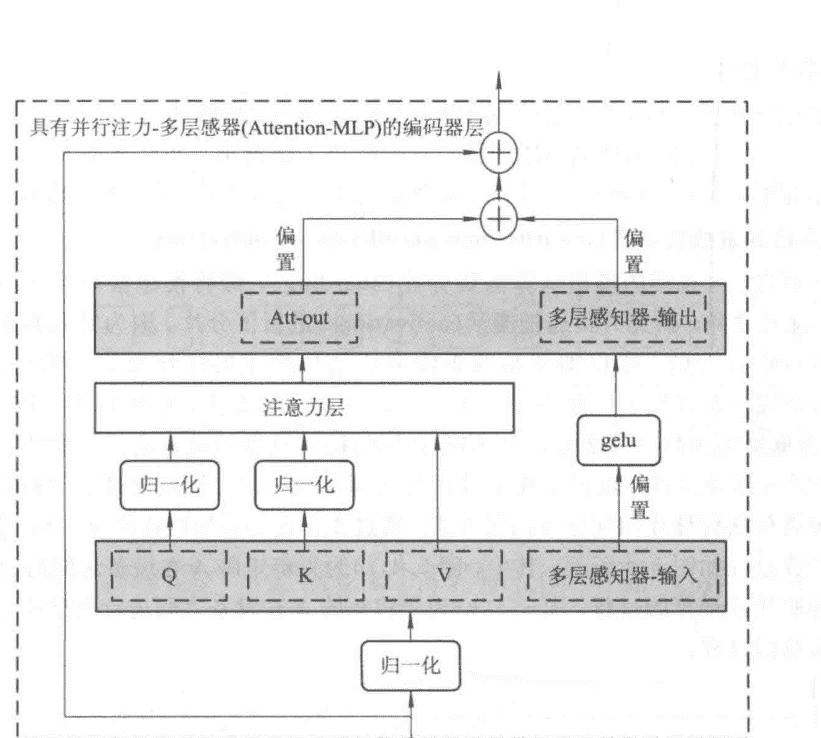 具有并行注力-多层感器(Attention-MLP)的编码器层
偏置
偏置
Att-out
多层感知器-输出
注意力层
gelu
归一化
归一化
偏置
Q
K
V
多层感知器-输入
归一化